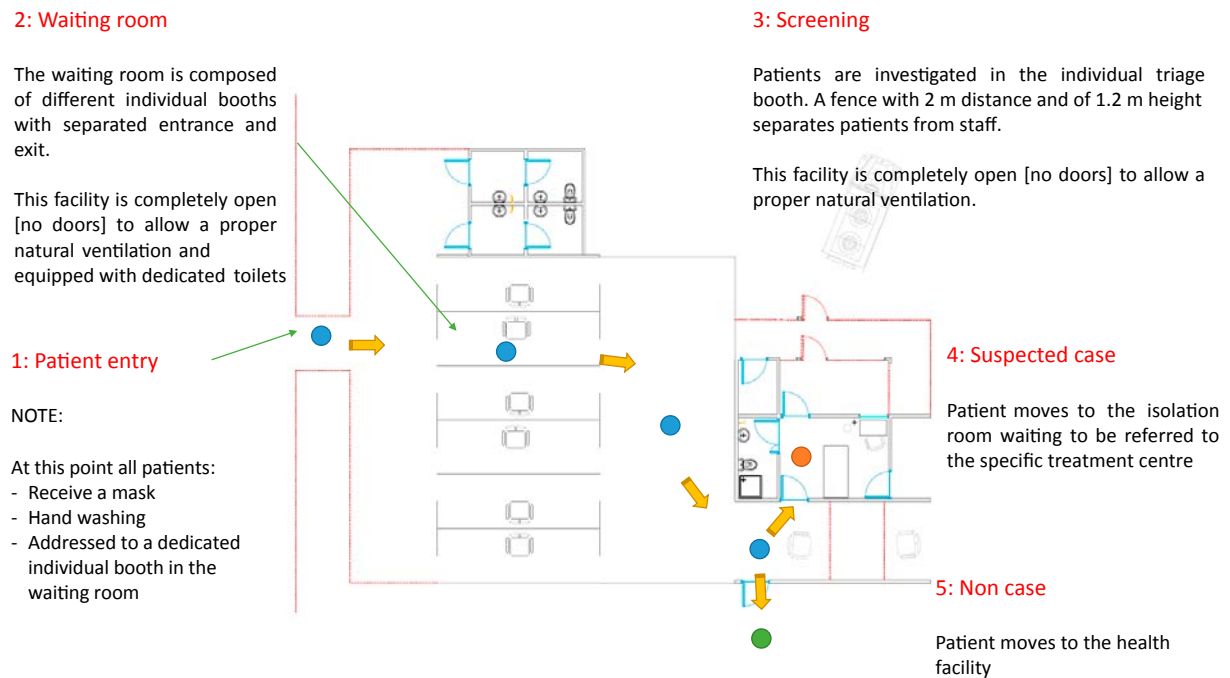 2: Waiting room
The waiting room is composed
of different individual booths
with separated entrance and
exit.
This facility is completely open
[no doors] to allow a proper
natural ventilation and
equipped with dedicated toilets
1: Patient entry
NOTE:
At this point all patients:
- Receive a mask
- Hand washing
- Addressed to a dedicated
individual booth in the
waiting room
3: Screening
Patients are investigated in the individual triage
booth. A fence with 2 m distance and of 1.2 m height
separates patients from staff.
This facility is completely open [no doors] to allow a
proper natural ventilation.
4: Suspected case
Patient moves to the isolation
room waiting to be referred to
the specific treatment centre
5: Non case
Patient moves to the health
facility